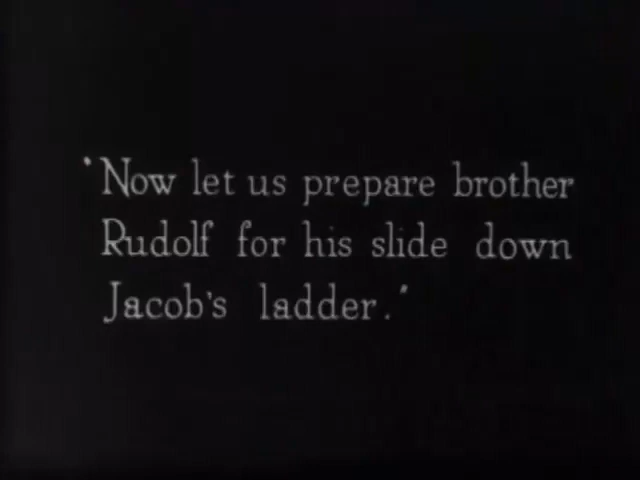 "Now let us prepare brother
Rudolf for his slide down
Jacob's ladder."